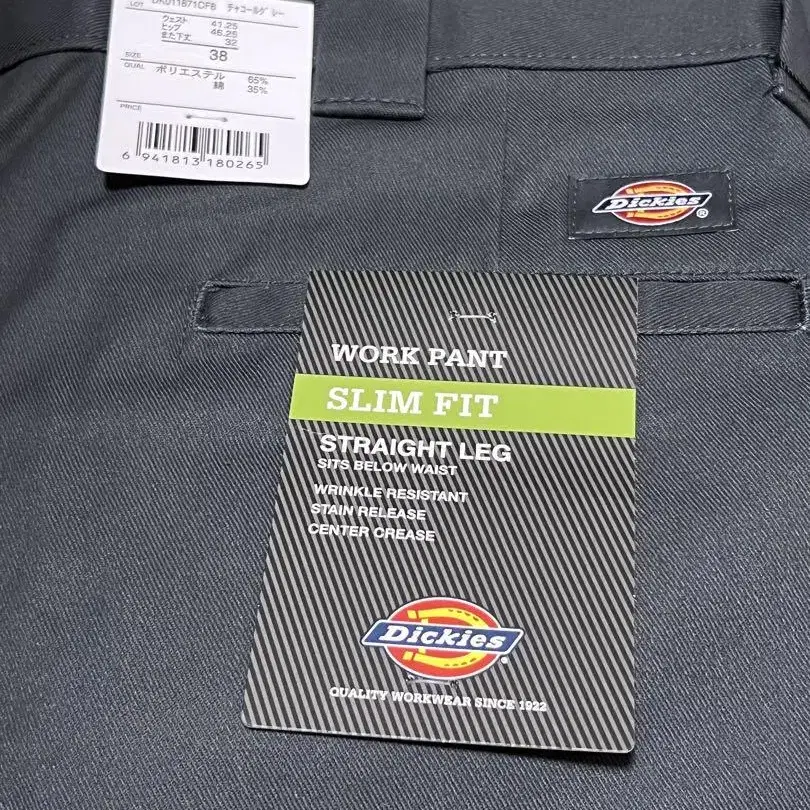 LOT DK011871CFB チャコールグレー
ウェスト 41.25
ヒップ 46.25
また下丈 32
SIZE 38
QUAL ポリエステル 65%
綿 35%
PRICE
6 941813 180265
Dickies®
WORK PANT
SLIM FIT
STRAIGHT LEG
SITS BELOW WAIST
WRINKLE RESISTANT
STAIN RELEASE
CENTER CREASE
Dickies
QUALITY WORKWEAR SINCE 1922